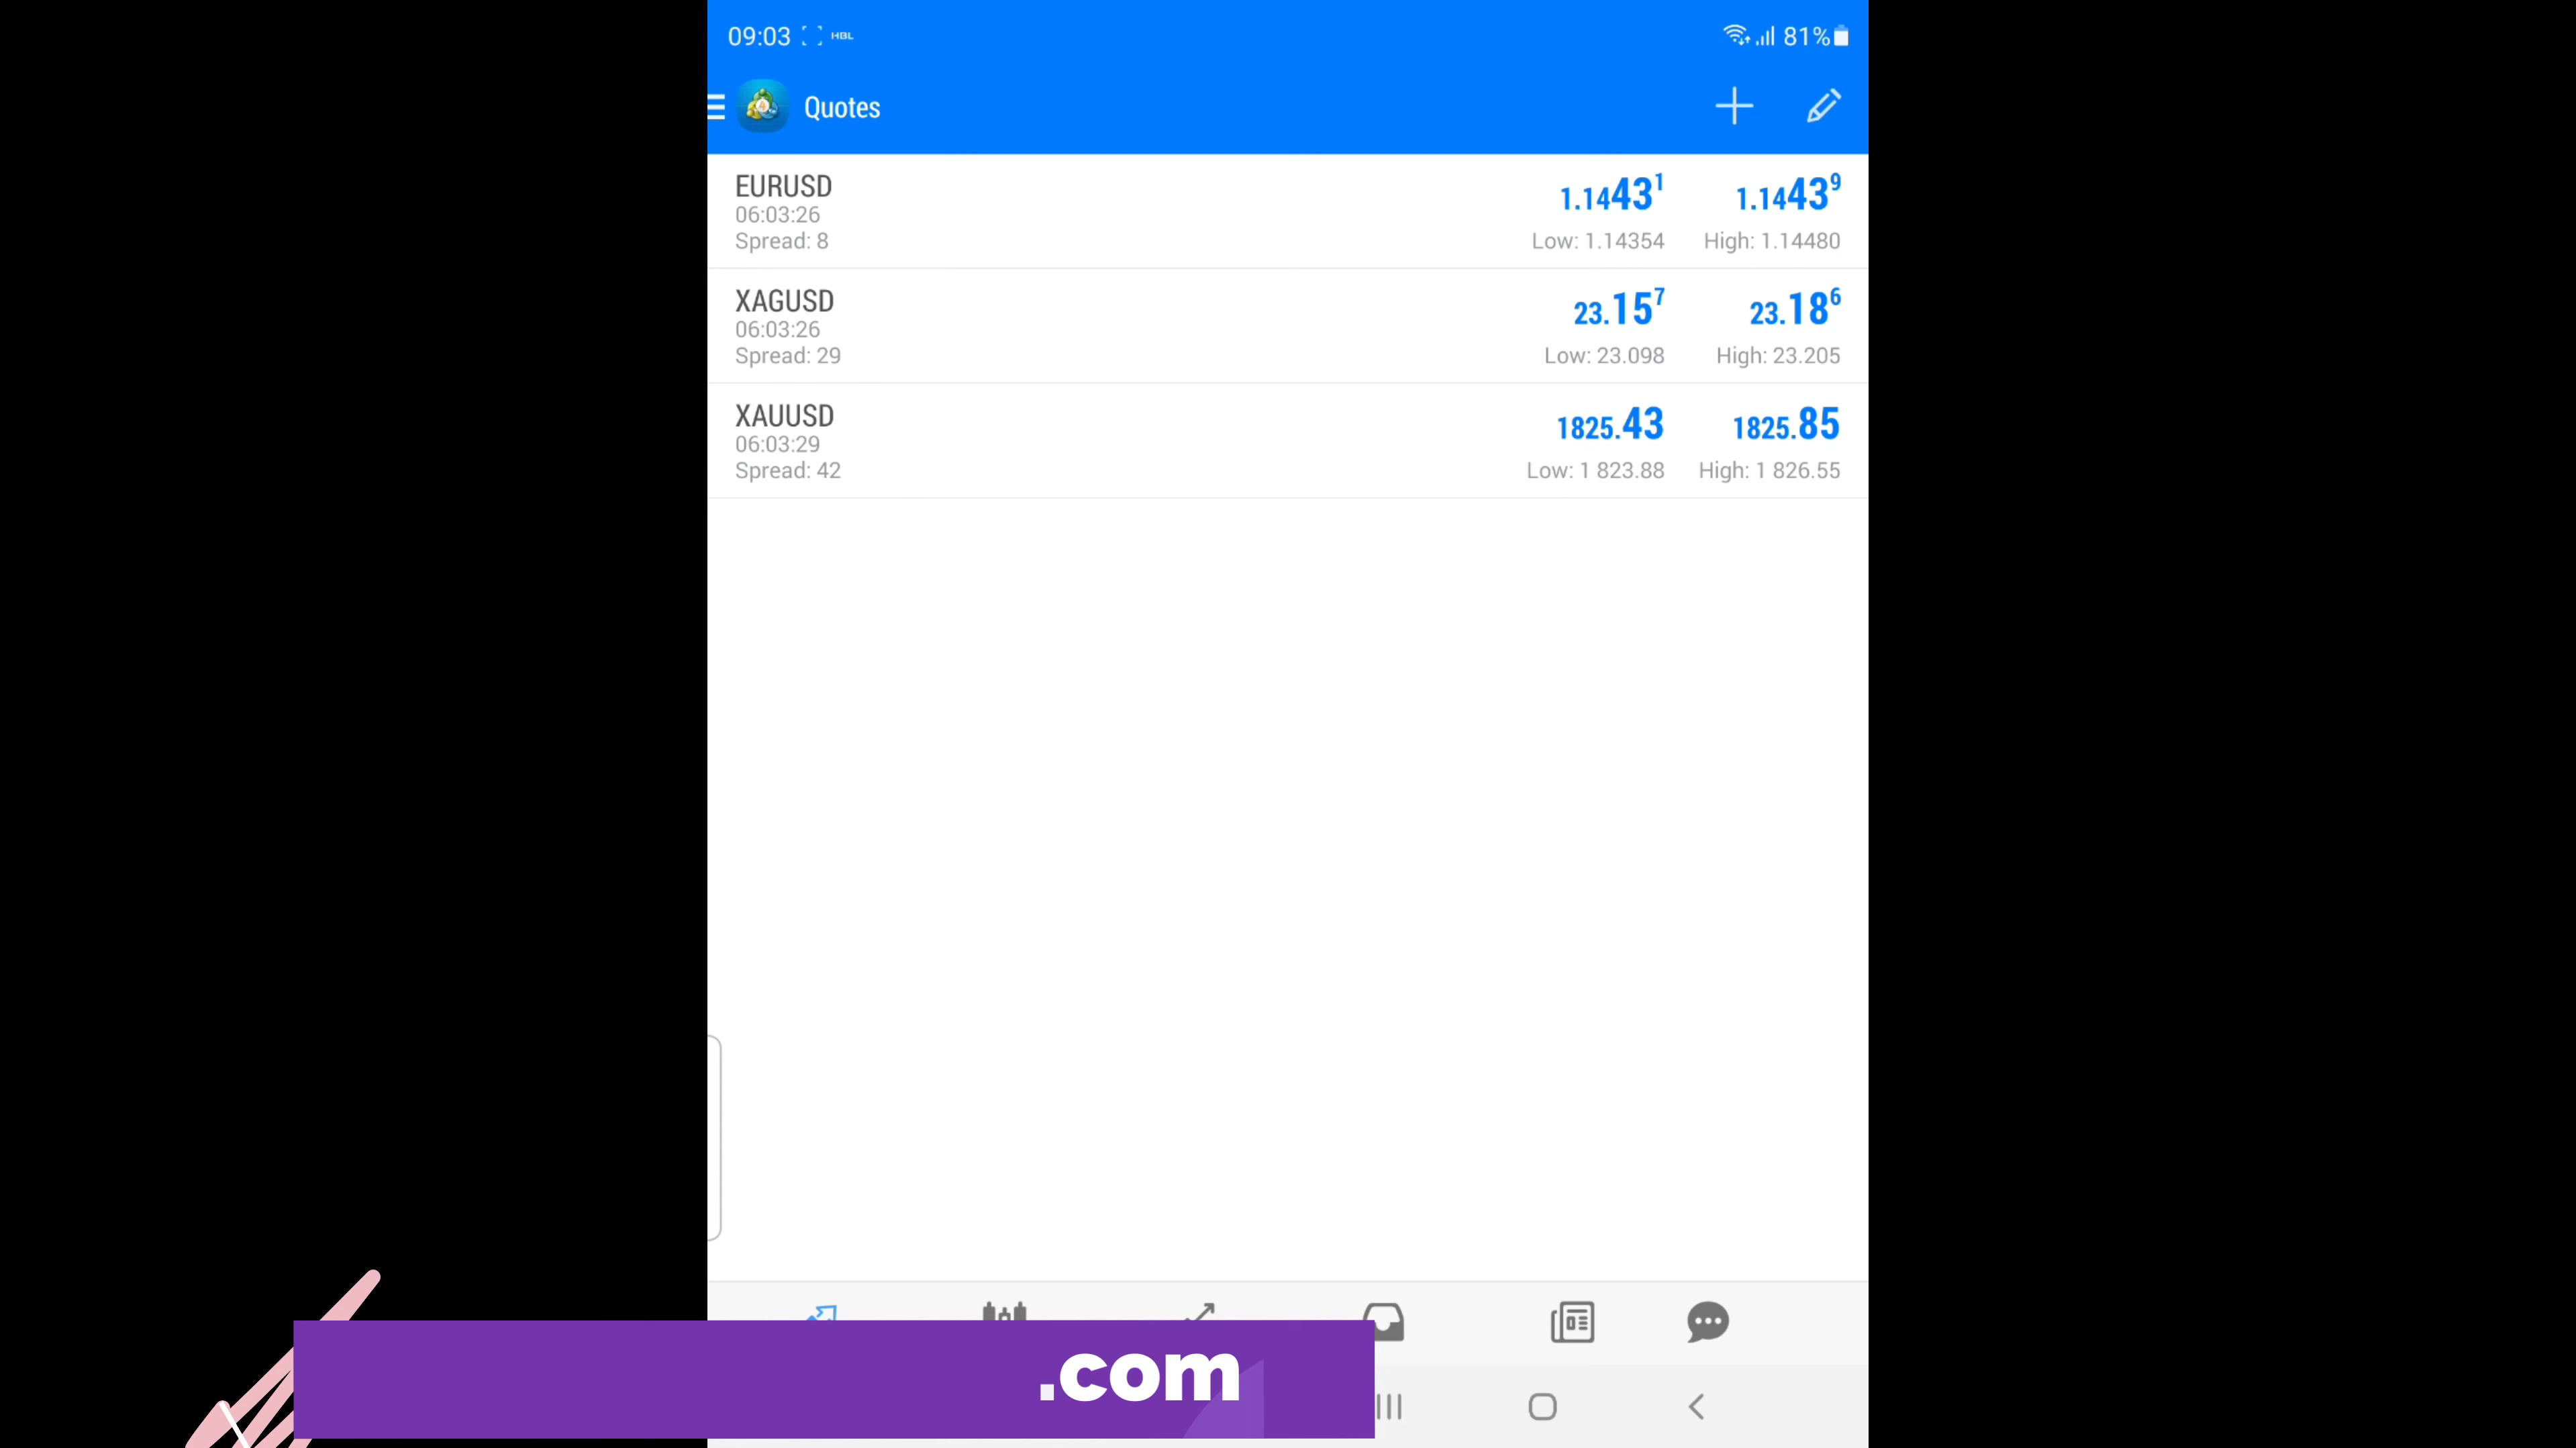 09:03 HBL 81%
Quotes
EURUSD 1.14431 1.14439
06:03:26
Spread: 8 Low: 1.14354 High: 1.14480
XAGUSD 23.157 23.186
06:03:26
Spread: 29 Low: 23.098 High: 23.205
XAUUSD 1825.43 1825.85
06:03:29
Spread: 42 Low: 1 823.88 High: 1 826.55
.com